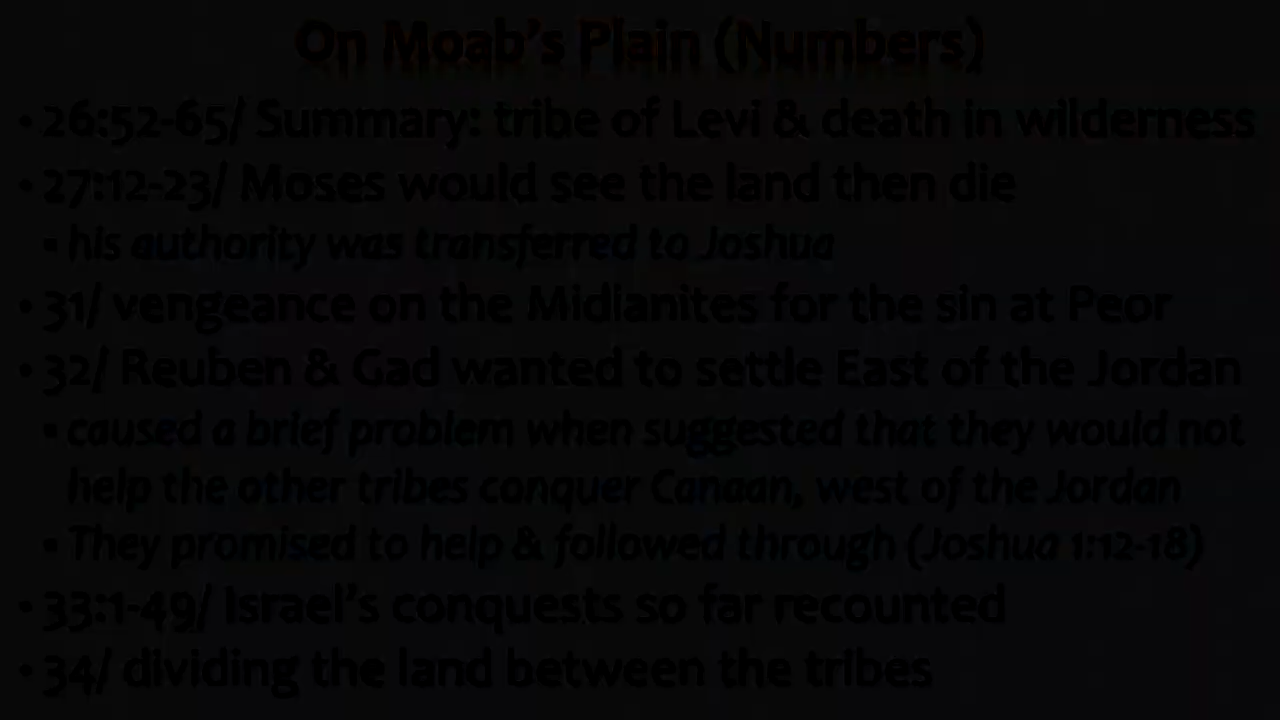 On Moab’s Plain (Numbers)
• 26:52-65/ Summary: tribe of Levi & death in wilderness
• 27:12-23/ Moses would see the land then die
▪ his authority was transferred to Joshua
• 31/ vengeance on the Midianites for the sin at Peor
• 32/ Reuben & Gad wanted to settle East of the Jordan
▪ caused a brief problem when suggested that they would not
help the other tribes conquer Canaan, west of the Jordan
▪ They promised to help & followed through (Joshua 1:12-18)
• 33:1-49/ Israel’s conquests so far recounted
• 34/ dividing the land between the tribes